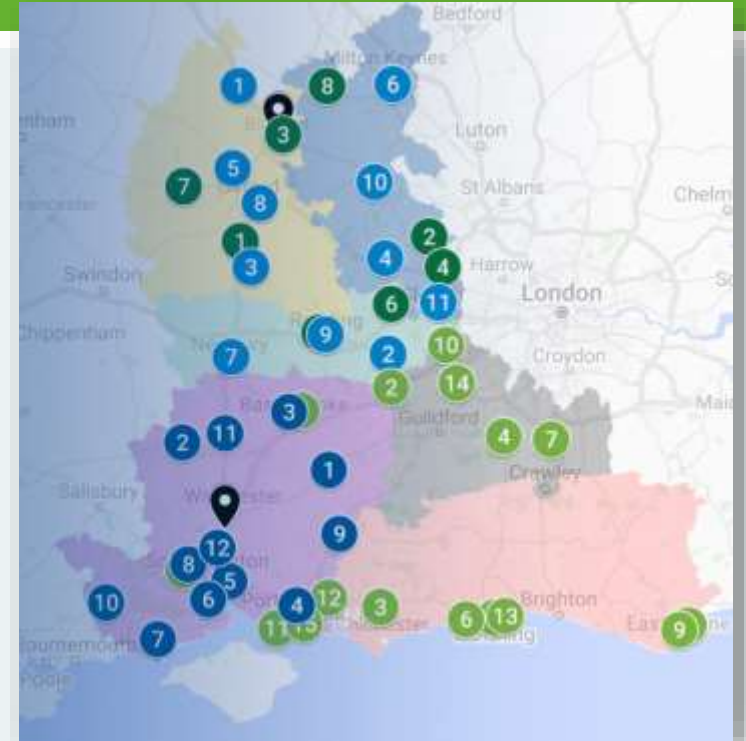 Bedford
Milton Keynes
1
8
6
3
Luton
5
7
10
St Albans
8
Chelm
2
1
4
3
4
Harrow
Swindon
6
11
London
9
Chippenham
10
7
2
Croydon
2
14
3
Guildford
11
4
7
2
Crawley
1
Salisbury
9
12
8
5
10
6
4
12
3
Brighton
6
13
11
9
7
Poole